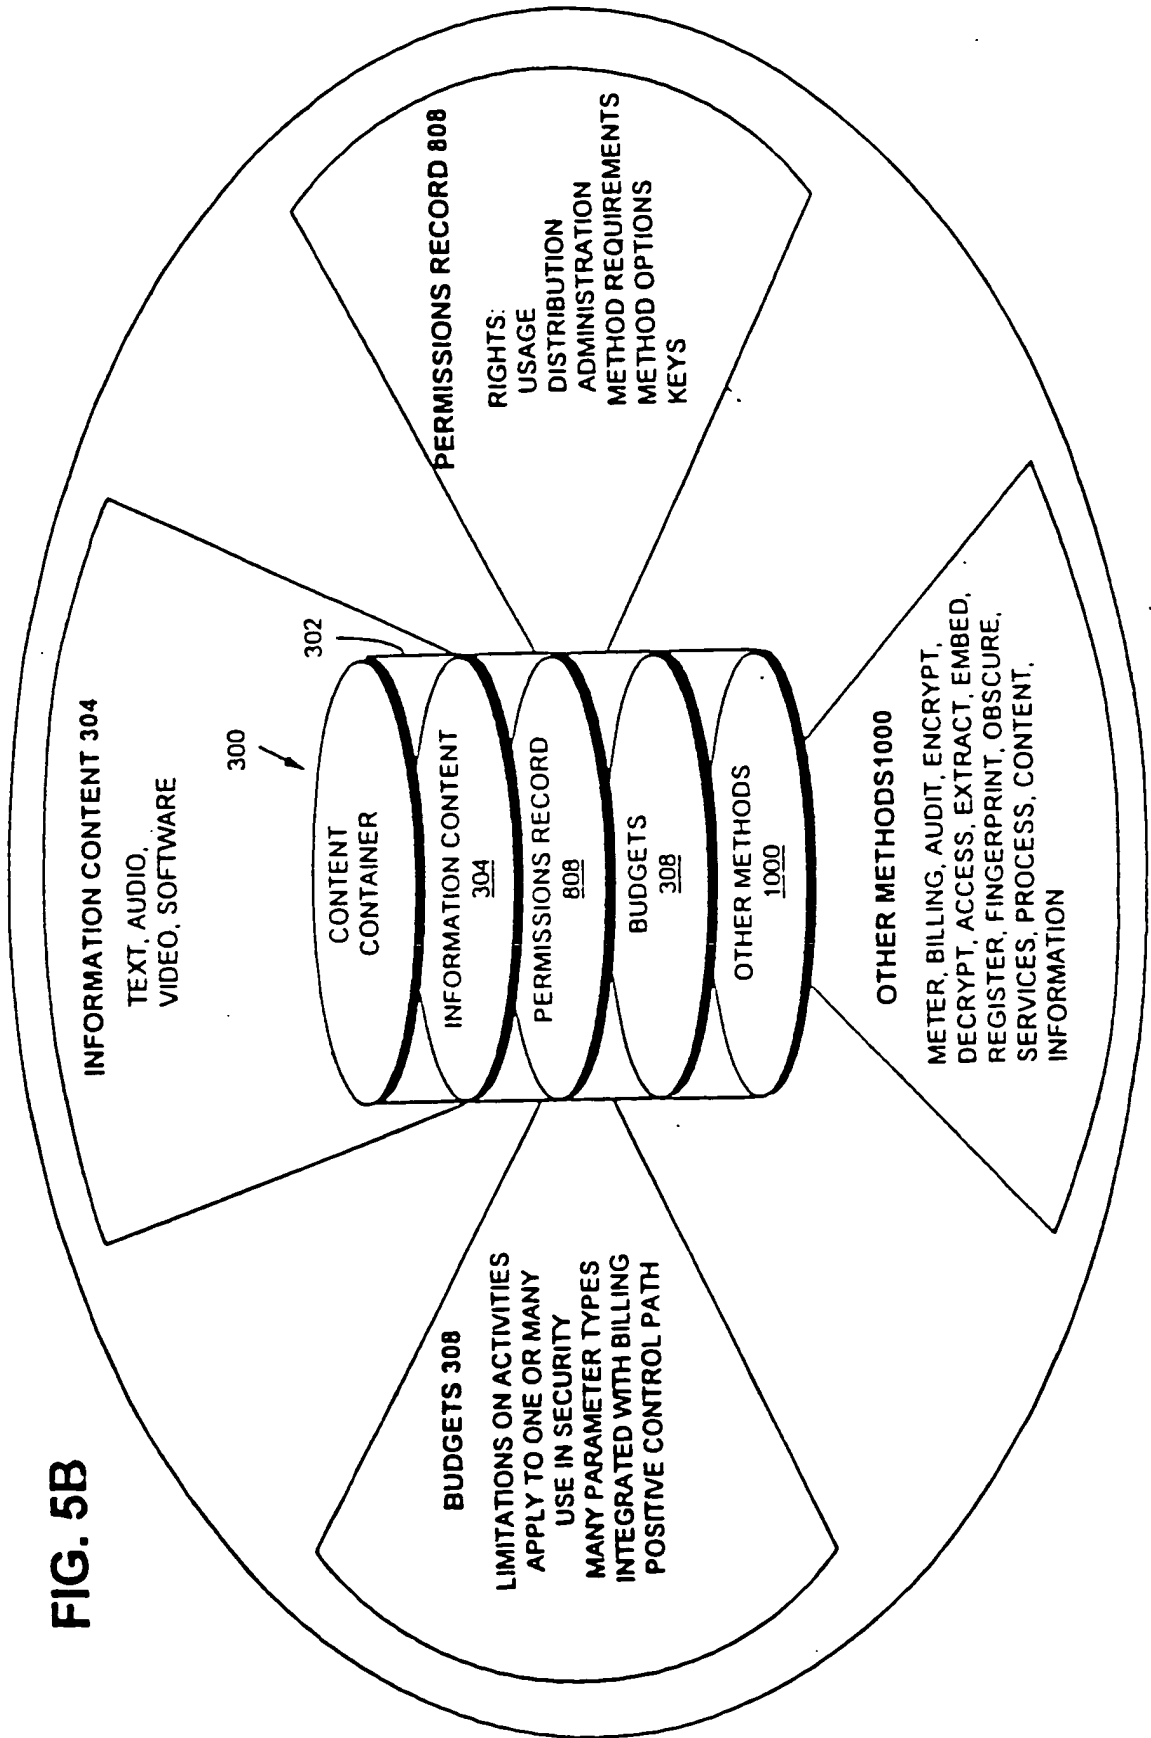 FIG. 5B
INFORMATION CONTENT 304
TEXT, AUDIO,
VIDEO, SOFTWARE
300
302
CONTENT
CONTAINER
INFORMATION CONTENT
304
PERMISSIONS RECORD
808
BUDGETS
308
OTHER METHODS
1000
BUDGETS 308
LIMITATIONS ON ACTIVITIES
APPLY TO ONE OR MANY
USE IN SECURITY
MANY PARAMETER TYPES
INTEGRATED WITH BILLING
POSITIVE CONTROL PATH
PERMISSIONS RECORD 808
RIGHTS:
USAGE
DISTRIBUTION
ADMINISTRATION
METHOD REQUIREMENTS
METHOD OPTIONS
KEYS
OTHER METHODS1000
METER, BILLING, AUDIT, ENCRYPT,
DECRYPT, ACCESS, EXTRACT, EMBED,
REGISTER, FINGERPRINT, OBSCURE,
SERVICES, PROCESS, CONTENT,
INFORMATION